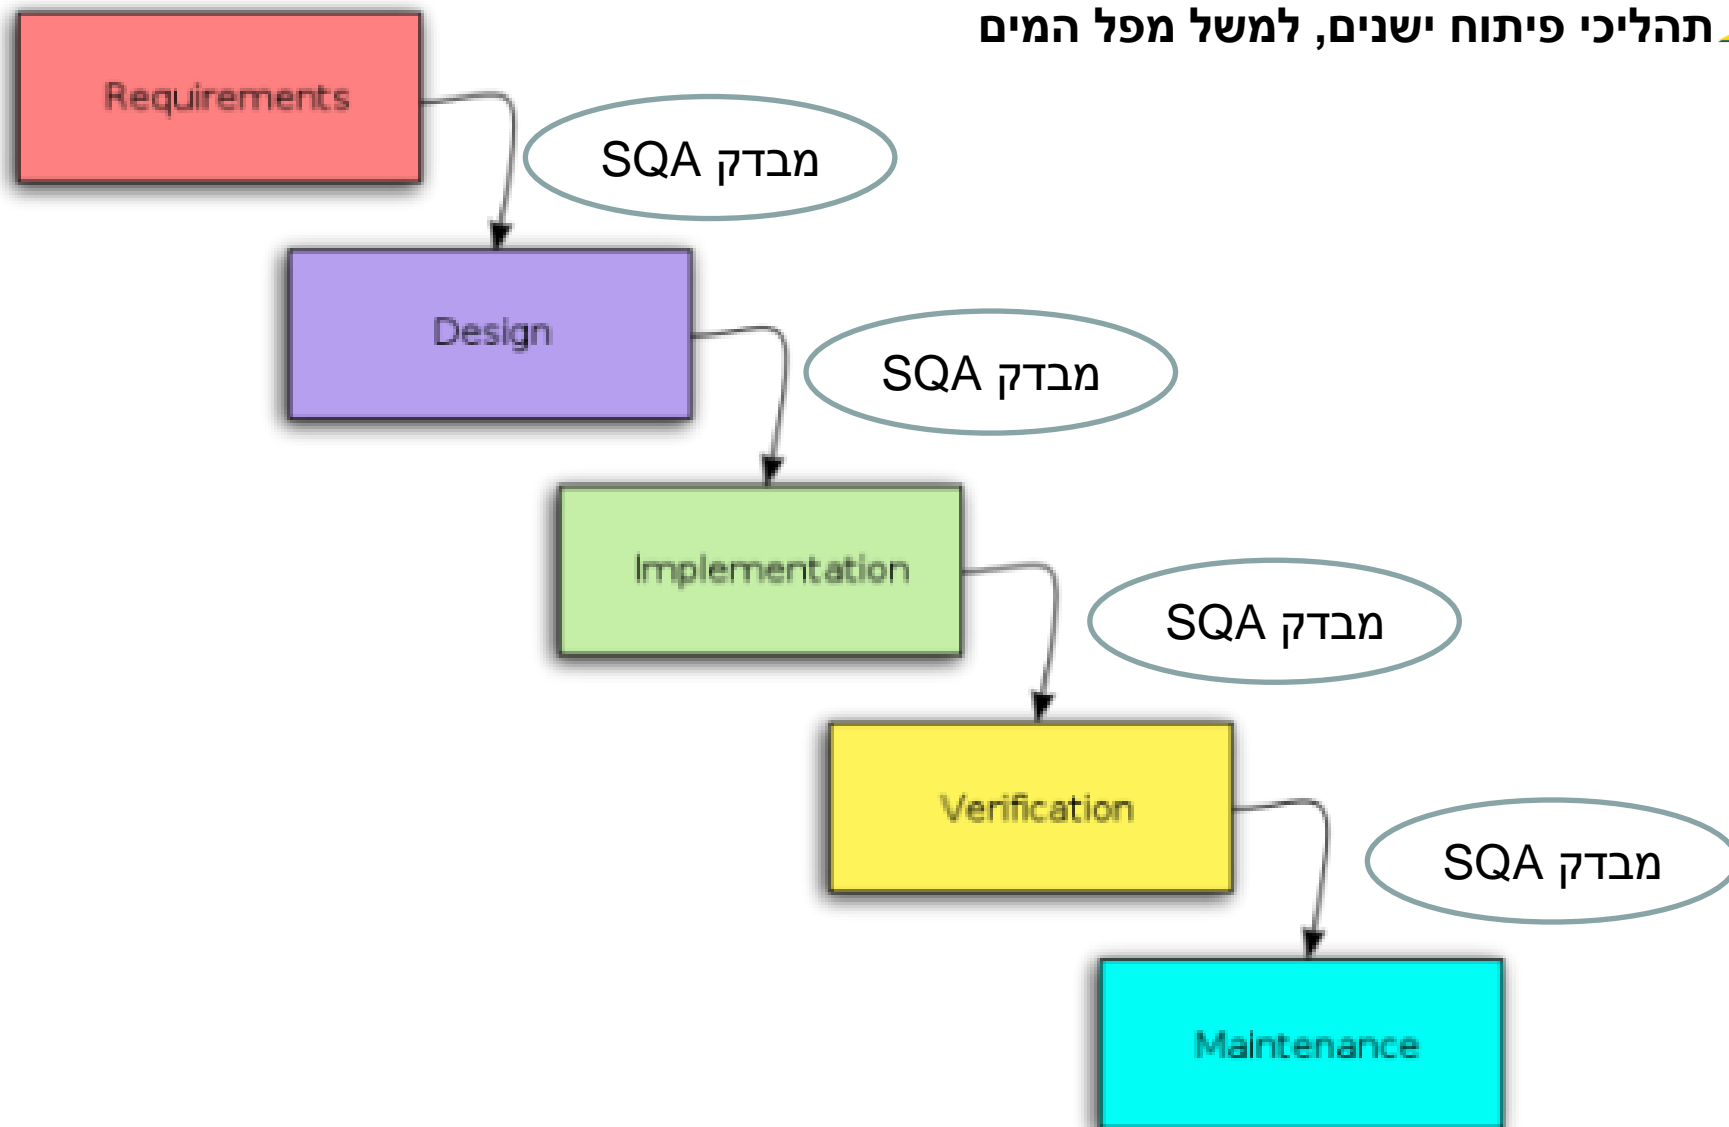 תהליכי פיתוח ישנים, למשל מפל המים
Requirements
מבדק SQA
Design
מבדק SQA
Implementation
מבדק SQA
Verification
מבדק SQA
Maintenance